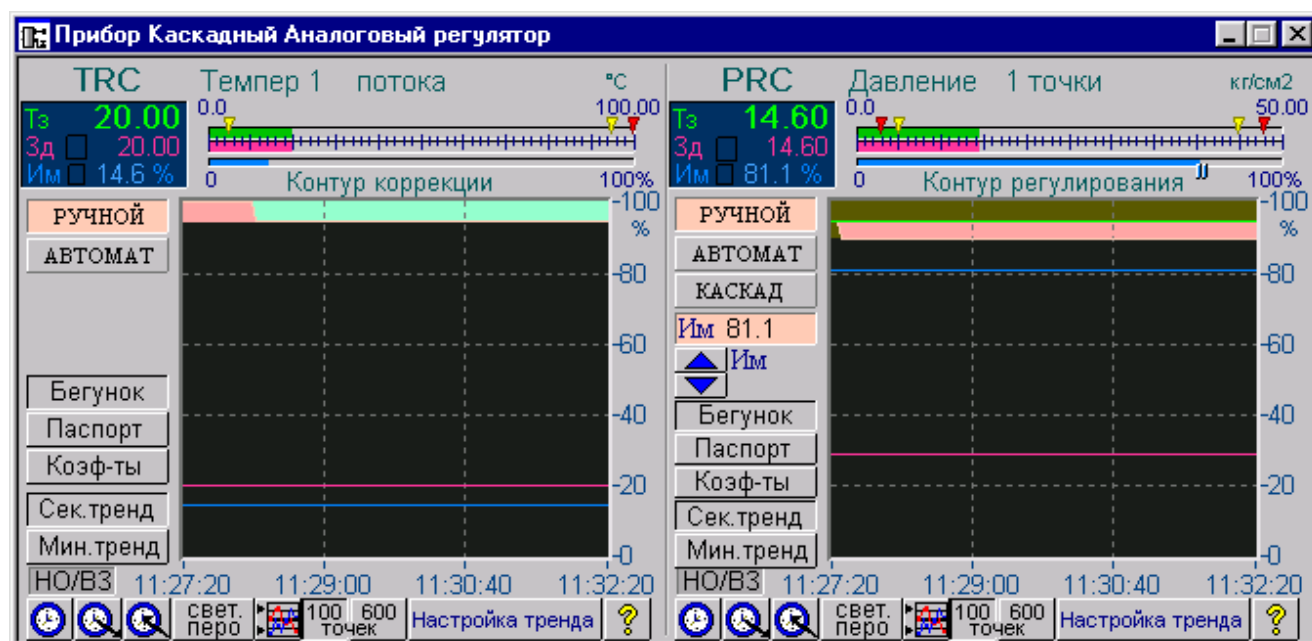 Прибор Каскадный Аналоговый регулятор
TRC Темпер 1 потока °C
Тз 20.00 0.0 100.00
Зд 20.00
Им 14.6 % 0 Контур коррекции 100%
РУЧНОЙ
АВТОМАТ
Бегунок
Паспорт
Коэф-ты
Сек.тренд
Мин.тренд
НО/ВЗ
-100
%
-80
-60
-40
-20
-0
11:27:20 11:29:00 11:30:40 11:32:20
свет. перо 100 600 точек Настройка тренда ?
PRC Давление 1 точки кг/см2
Тз 14.60 0.0 50.00
Зд 14.60
Им 81.1 % 0 Контур регулирования 100%
РУЧНОЙ
АВТОМАТ
КАСКАД
Им 81.1
Им
Бегунок
Паспорт
Коэф-ты
Сек.тренд
Мин.тренд
НО/ВЗ
-100
%
-80
-60
-40
-20
-0
11:27:20 11:29:00 11:30:40 11:32:20
свет. перо 100 600 точек Настройка тренда ?